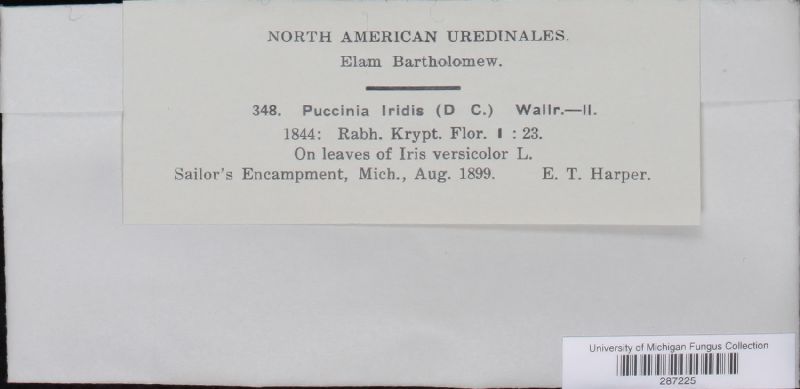 NORTH AMERICAN UREDINALES.
Elam Bartholomew.
348. Puccinia Iridis (D C.) Wallr.—II.
1844: Rabh. Krypt. Flor. I : 23.
On leaves of Iris versicolor L.
Sailor's Encampment, Mich., Aug. 1899. E. T. Harper.
University of Michigan Fungus Collection
287225